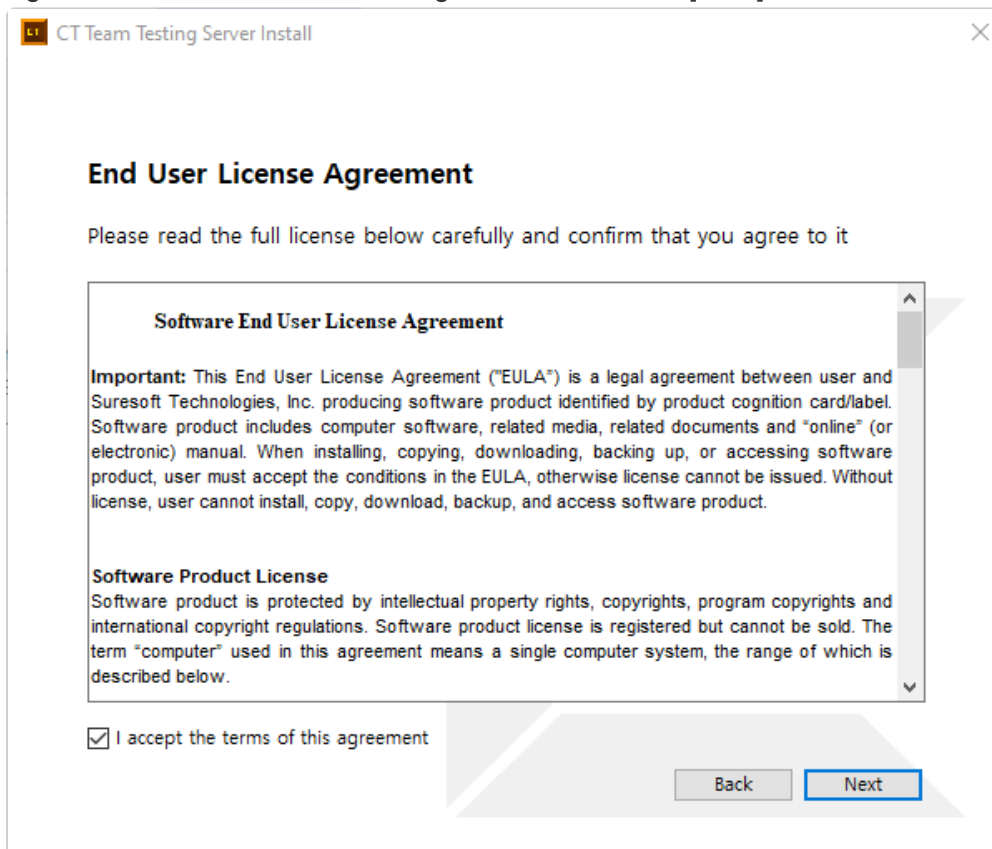 CT Team Testing Server Install
End User License Agreement
Please read the full license below carefully and confirm that you agree to it
Software End User License Agreement
Important: This End User License Agreement ("EULA") is a legal agreement between user and
Suresoft Technologies, Inc. producing software product identified by product cognition card/label.
Software product includes computer software, related media, related documents and “online” (or
electronic) manual. When installing, copying, downloading, backing up, or accessing software
product, user must accept the conditions in the EULA, otherwise license cannot be issued. Without
license, user cannot install, copy, download, backup, and access software product.
Software Product License
Software product is protected by intellectual property rights, copyrights, program copyrights and
international copyright regulations. Software product license is registered but cannot be sold. The
term “computer” used in this agreement means a single computer system, the range of which is
described below.
I accept the terms of this agreement
Back Next